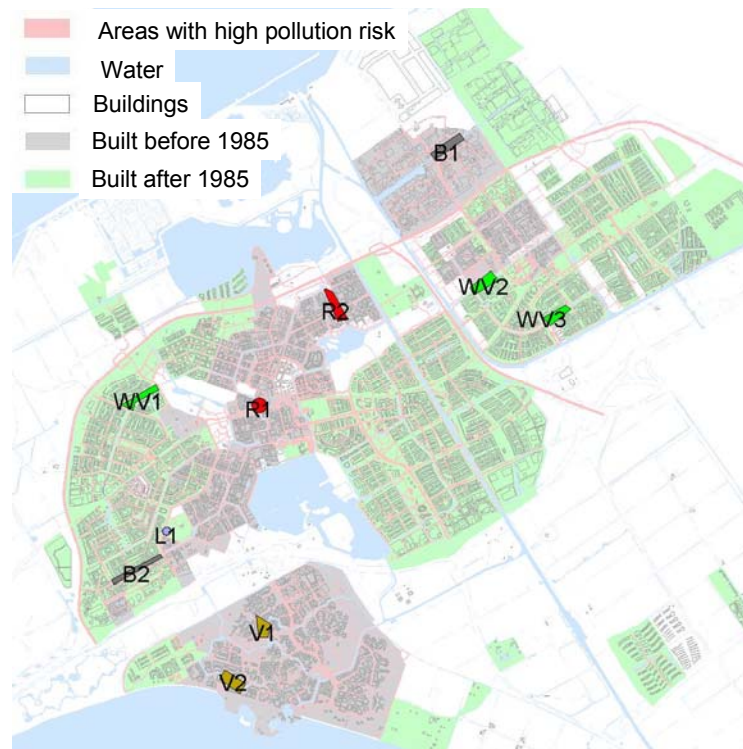 Areas with high pollution risk
Water
Buildings
Built before 1985
Built after 1985
B1
WV2
R2
WV3
WV1
R1
L1
B2
V1
V2